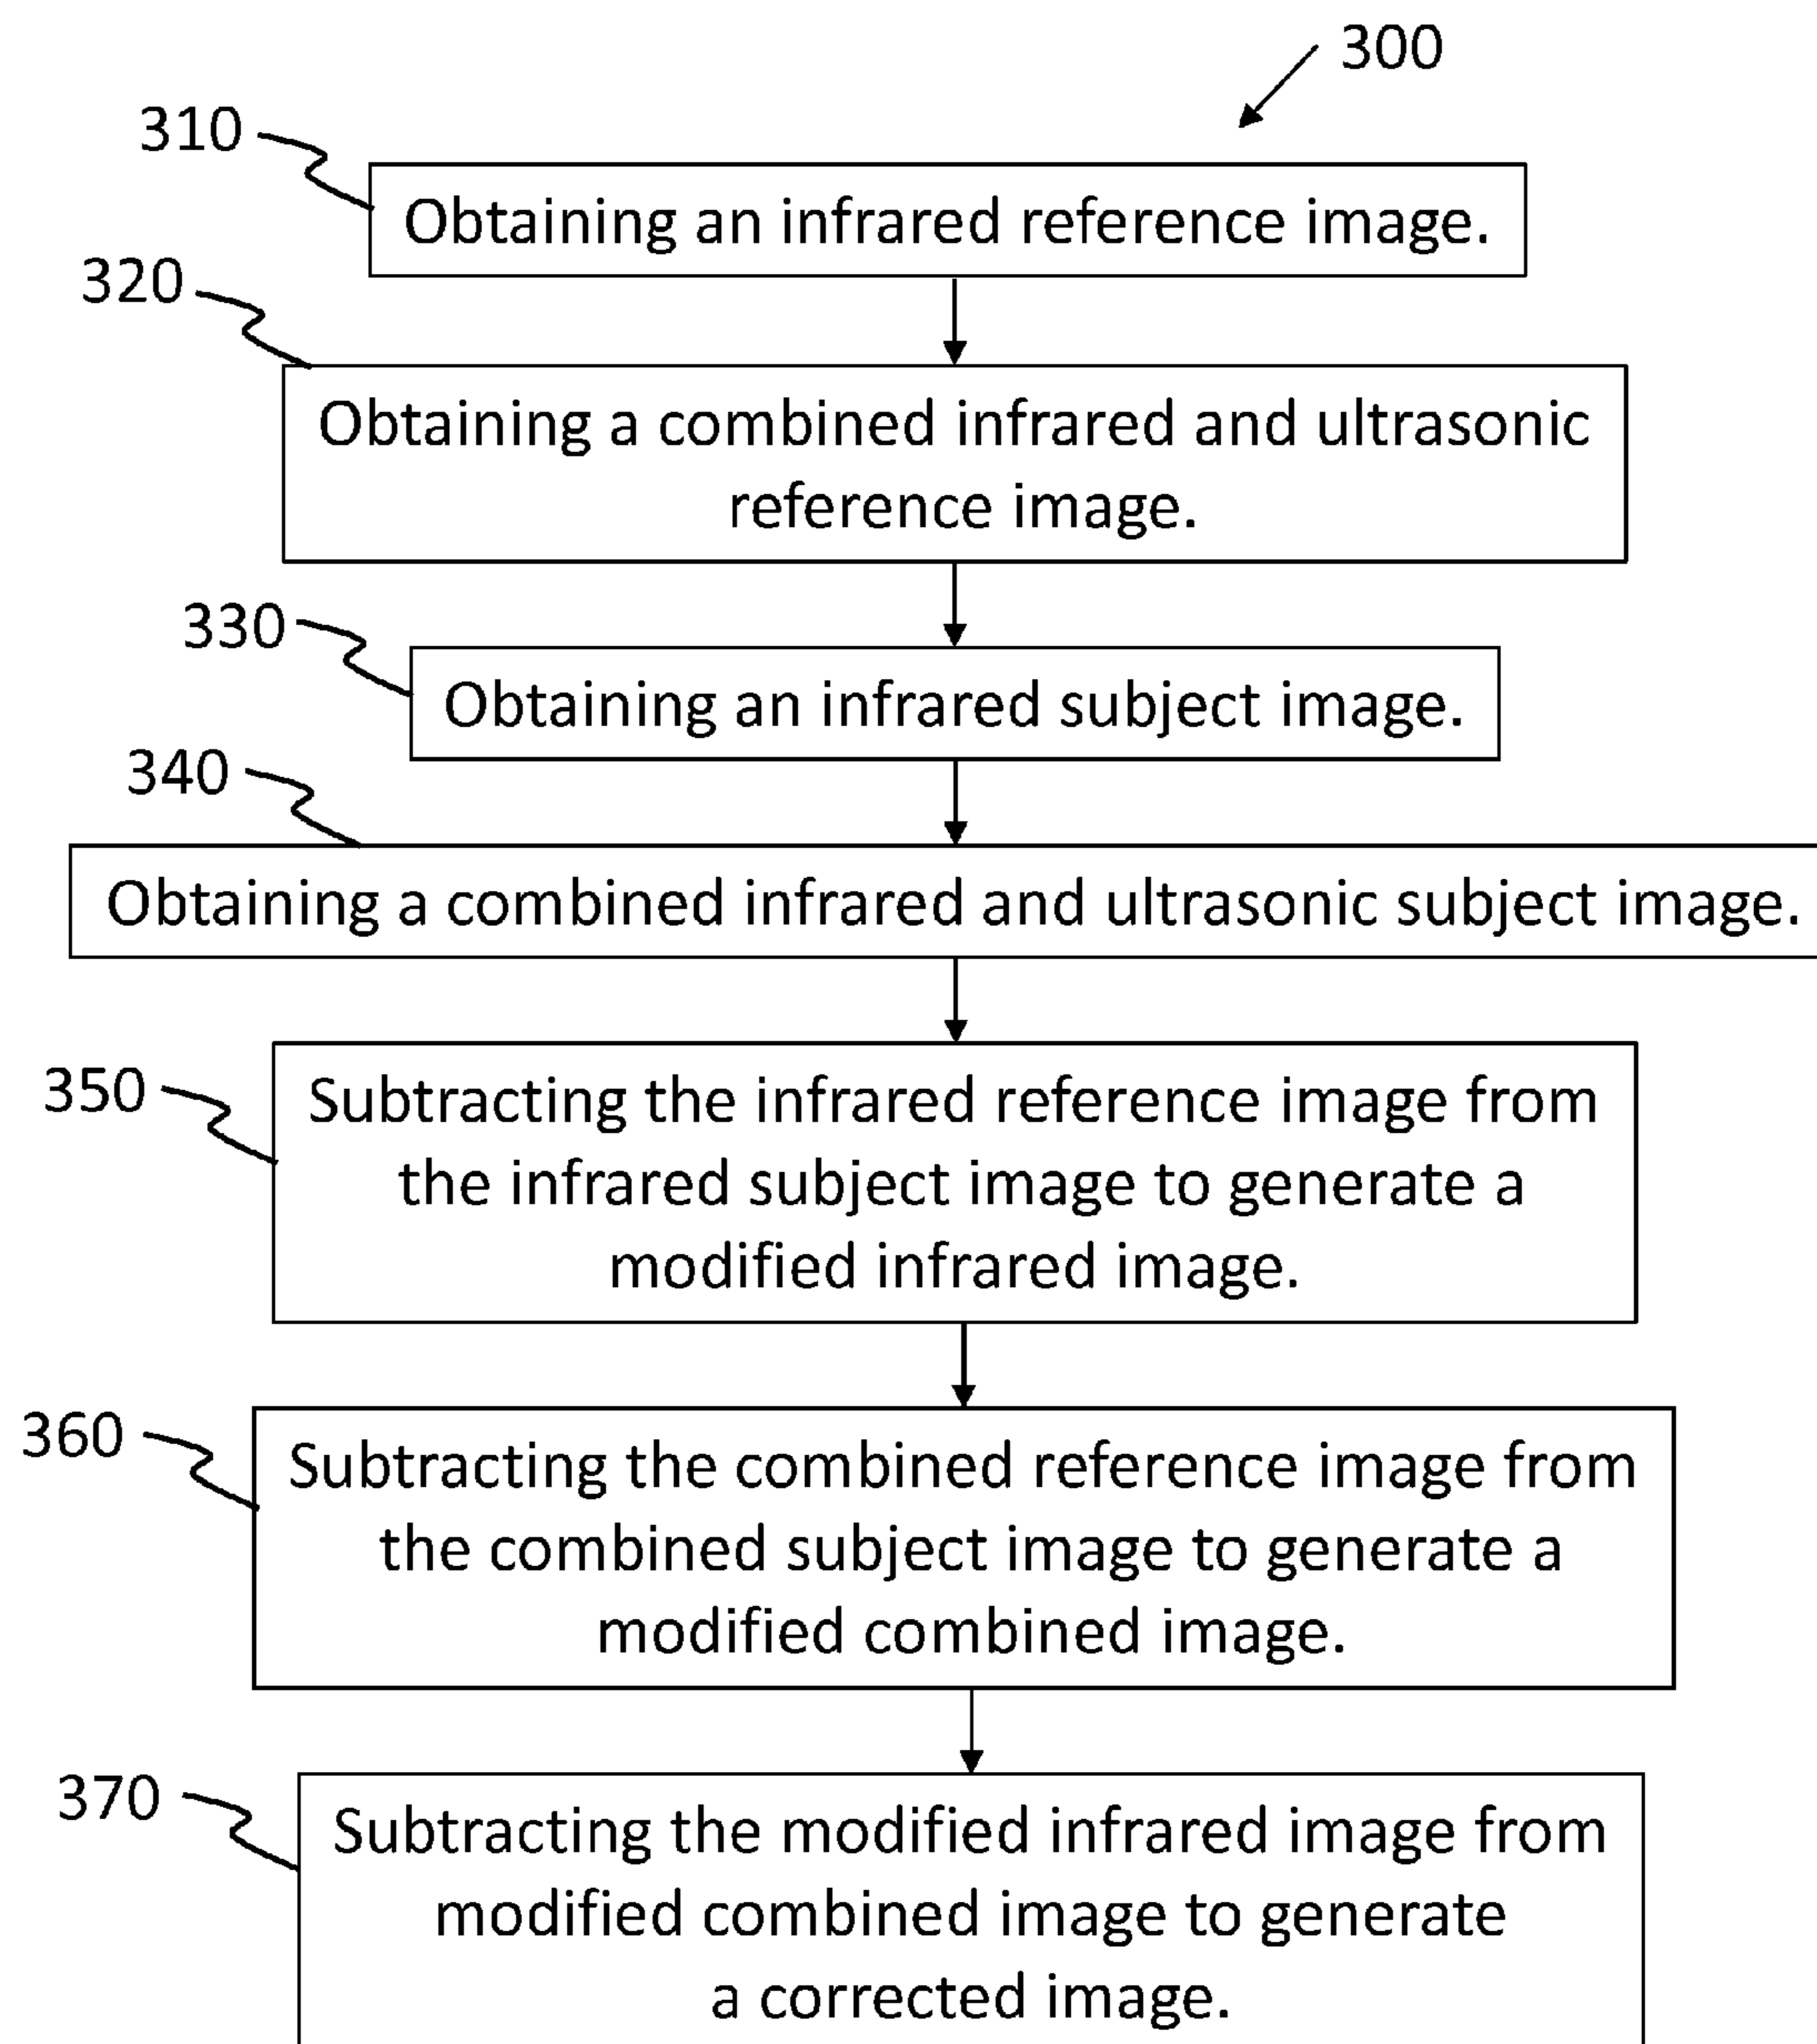 300
310
Obtaining an infrared reference image.
320
Obtaining a combined infrared and ultrasonic
reference image.
330
Obtaining an infrared subject image.
340
Obtaining a combined infrared and ultrasonic subject image.
350
Subtracting the infrared reference image from
the infrared subject image to generate a
modified infrared image.
360
Subtracting the combined reference image from
the combined subject image to generate a
modified combined image.
370
Subtracting the modified infrared image from
modified combined image to generate
a corrected image.